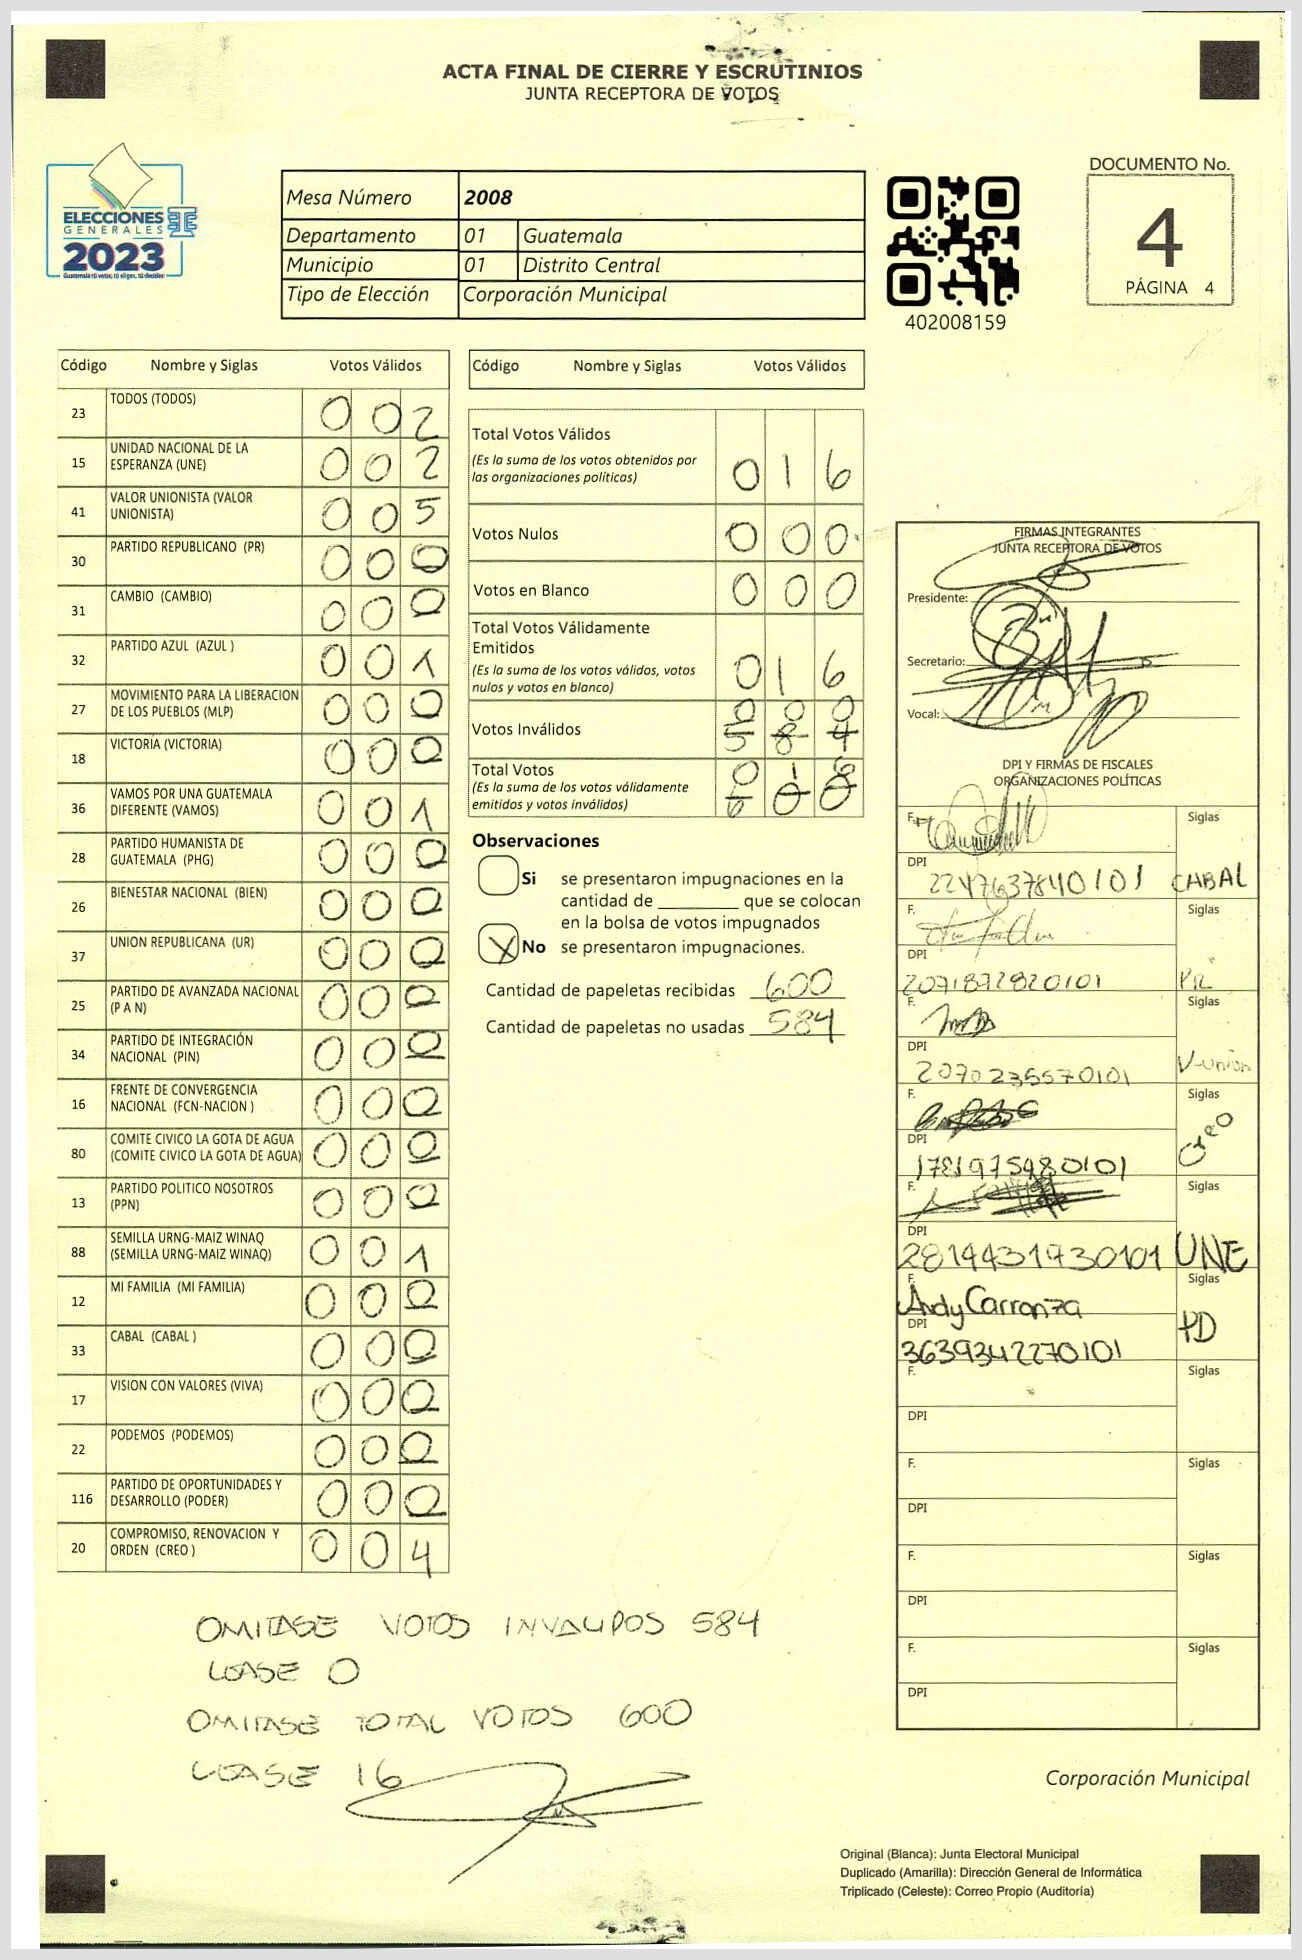 ACTA FINAL DE CIERRE Y ESCRUTINIOS
JUNTA RECEPTORA DE VOTOS
ELECCIONES
GENERALES
2023
Guatemala tú votas, tú eliges, tú decides
Mesa Número 2008
Departamento 01 Guatemala
Municipio 01 Distrito Central
Tipo de Elección Corporación Municipal
402008159
DOCUMENTO No.
4
PÁGINA 4
Código Nombre y Siglas Votos Válidos
23 TODOS (TODOS) 0 0 2
15 UNIDAD NACIONAL DE LA
ESPERANZA (UNE) 0 0 2
41 VALOR UNIONISTA (VALOR
UNIONISTA) 0 0 5
30 PARTIDO REPUBLICANO (PR) 0 0 0
31 CAMBIO (CAMBIO) 0 0 0
32 PARTIDO AZUL (AZUL ) 0 0 1
27 MOVIMIENTO PARA LA LIBERACION
DE LOS PUEBLOS (MLP) 0 0 0
18 VICTORIA (VICTORIA) 0 0 0
36 VAMOS POR UNA GUATEMALA
DIFERENTE (VAMOS) 0 0 1
28 PARTIDO HUMANISTA DE
GUATEMALA (PHG) 0 0 0
26 BIENESTAR NACIONAL (BIEN) 0 0 0
37 UNION REPUBLICANA (UR) 0 0 0
25 PARTIDO DE AVANZADA NACIONAL
(P A N) 0 0 0
34 PARTIDO DE INTEGRACIÓN
NACIONAL (PIN) 0 0 0
16 FRENTE DE CONVERGENCIA
NACIONAL (FCN-NACION ) 0 0 0
80 COMITE CIVICO LA GOTA DE AGUA
(COMITE CIVICO LA GOTA DE AGUA) 0 0 0
13 PARTIDO POLITICO NOSOTROS
(PPN) 0 0 0
88 SEMILLA URNG-MAIZ WINAQ
(SEMILLA URNG-MAIZ WINAQ) 0 0 1
12 MI FAMILIA (MI FAMILIA) 0 0 0
33 CABAL (CABAL ) 0 0 0
17 VISION CON VALORES (VIVA) 0 0 0
22 PODEMOS (PODEMOS) 0 0 0
116 PARTIDO DE OPORTUNIDADES Y
DESARROLLO (PODER) 0 0 0
20 COMPROMISO, RENOVACION Y
ORDEN (CREO ) 0 0 4
Código Nombre y Siglas Votos Válidos
Total Votos Válidos
(Es la suma de los votos obtenidos por
las organizaciones políticas) 0 1 6
Votos Nulos 0 0 0
Votos en Blanco 0 0 0
Total Votos Válidamente
Emitidos
(Es la suma de los votos válidos, votos
nulos y votos en blanco) 0 1 6
0 0 0
Votos Inválidos 5 8 4
Total Votos 0 1 6
(Es la suma de los votos válidamente
emitidos y votos inválidos) 6 0 0
Observaciones
Si se presentaron impugnaciones en la
cantidad de ________ que se colocan
en la bolsa de votos impugnados
X No se presentaron impugnaciones.
Cantidad de papeletas recibidas 600
Cantidad de papeletas no usadas 584
FIRMAS INTEGRANTES
JUNTA RECEPTORA DE VOTOS
Presidente:
Secretario:
Vocal:
DPI Y FIRMAS DE FISCALES
ORGANIZACIONES POLÍTICAS
F. Siglas
DPI
2247637840101 CABAL
F. Siglas
DPI
2071872820101 PR
F. Siglas
DPI
2070235570101 V-union
F. Siglas
DPI
1781975980101 Creo
F. Siglas
DPI
2814431730101 UNE
F. Siglas
Andy Carranza
DPI PD
3639342270101
F. Siglas
DPI
F. Siglas
DPI
F. Siglas
DPI
F. Siglas
DPI
OMITASE VOTOS INVALIDOS 584
LEASE 0
OMITASE TOTAL VOTOS 600
LEASE 16
Corporación Municipal
Original (Blanca): Junta Electoral Municipal
Duplicado (Amarilla): Dirección General de Informática
Triplicado (Celeste): Correo Propio (Auditoría)